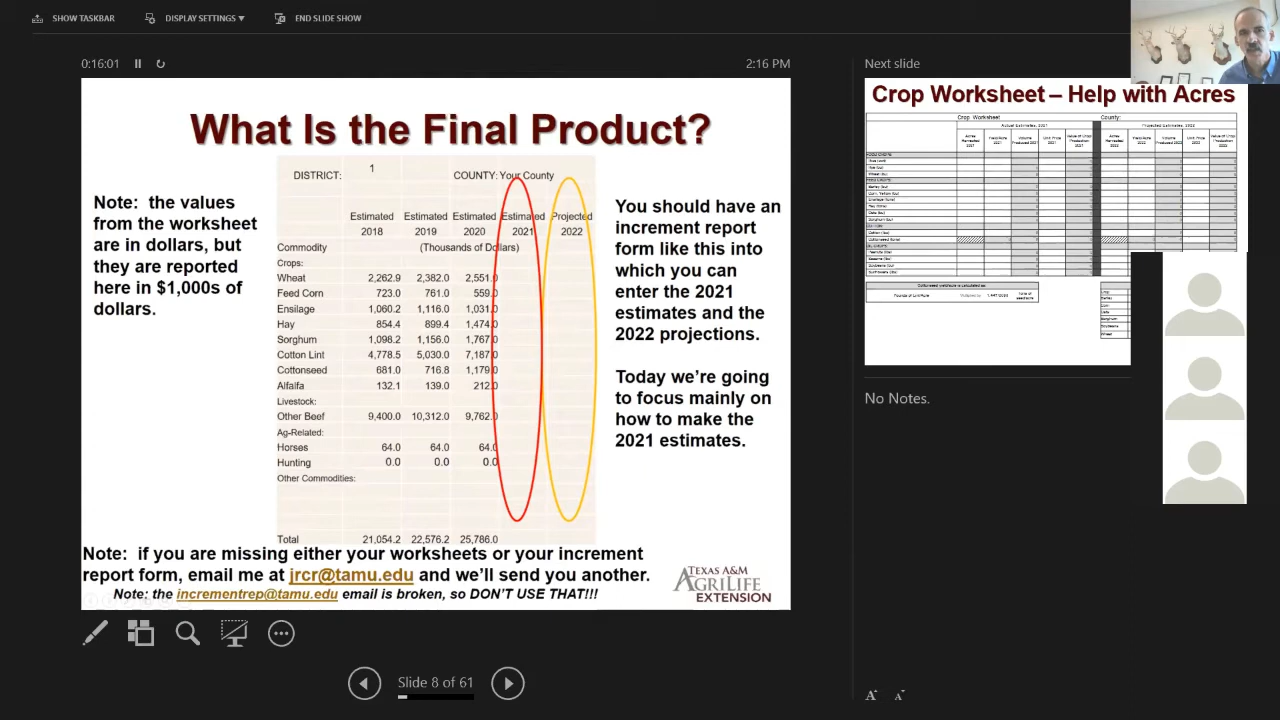 SHOW TASKBAR
DISPLAY SETTINGS ▾
END SLIDE SHOW
0:16:01
2:16 PM
What Is the Final Product?
Note: the values
from the worksheet
are in dollars, but
they are reported
here in $1,000s of
dollars.
DISTRICT: 1 COUNTY: Your County
Estimated Estimated Estimated Estimated Projected
2018 2019 2020 2021 2022
Commodity (Thousands of Dollars)
Crops:
Wheat 2,262.9 2,382.0 2,551.0
Feed Corn 723.0 761.0 559.0
Ensilage 1,060.2 1,116.0 1,031.0
Hay 854.4 899.4 1,474.0
Sorghum 1,098.2 1,156.0 1,767.0
Cotton Lint 4,778.5 5,030.0 7,187.0
Cottonseed 681.0 716.8 1,179.0
Alfalfa 132.1 139.0 212.0
Livestock:
Other Beef 9,400.0 10,312.0 9,762.0
Ag-Related:
Horses 64.0 64.0 64.0
Hunting 0.0 0.0 0.0
Other Commodities:
Total 21,054.2 22,576.2 25,786.0
You should have an
increment report
form like this into
which you can
enter the 2021
estimates and the
2022 projections.
Today we're going
to focus mainly on
how to make the
2021 estimates.
Note: if you are missing either your worksheets or your increment
report form, email me at jrcr@tamu.edu and we'll send you another.
Note: the incrementrep@tamu.edu email is broken, so DON'T USE THAT!!!
TEXAS A&M
AGRILIFE
EXTENSION
Slide 8 of 61
Next slide
Crop Worksheet – Help with Acres
Crop Worksheet County:
Actual Estimates, 2021 Projected Estimates, 2022
No Notes.